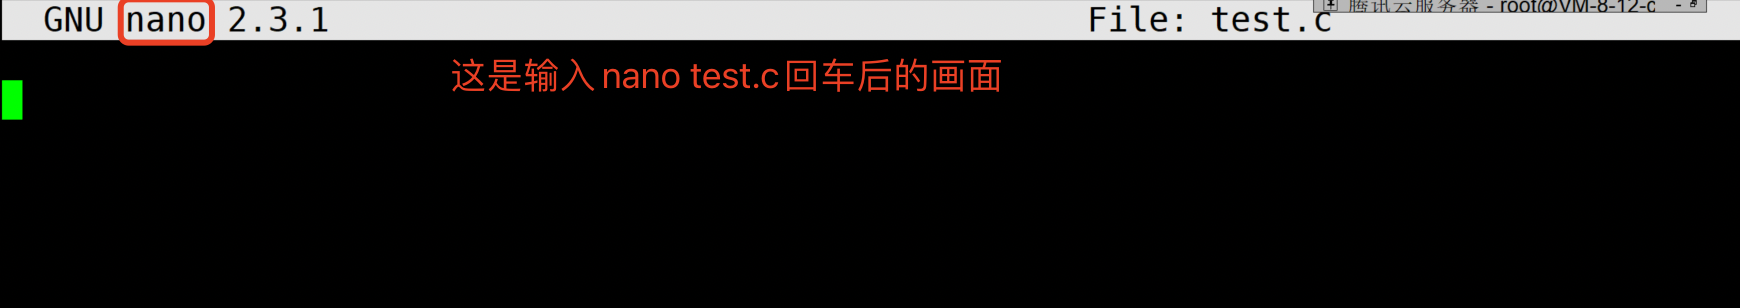 GNU nano 2.3.1 File: test.c
腾讯云服务器 - root@VM-8-12-c
这是输入 nano test.c 回车后的画面